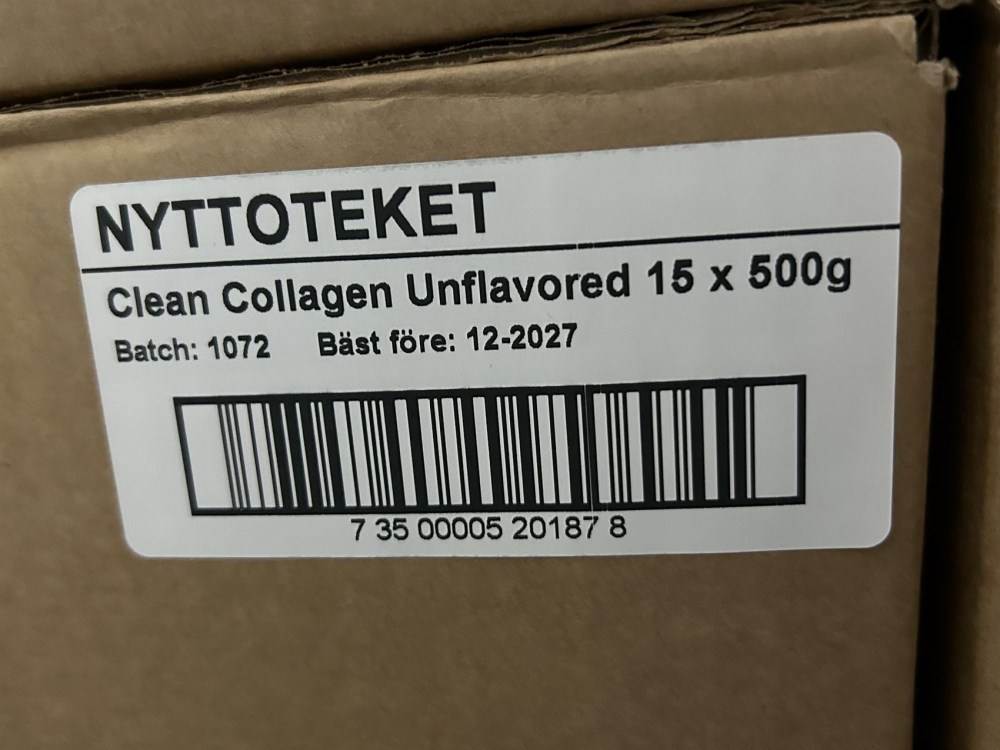 NYTTOTEKET
Clean Collagen Unflavored 15 x 500g
Batch: 1072 Bäst före: 12-2027
7 35 00005 20187 8